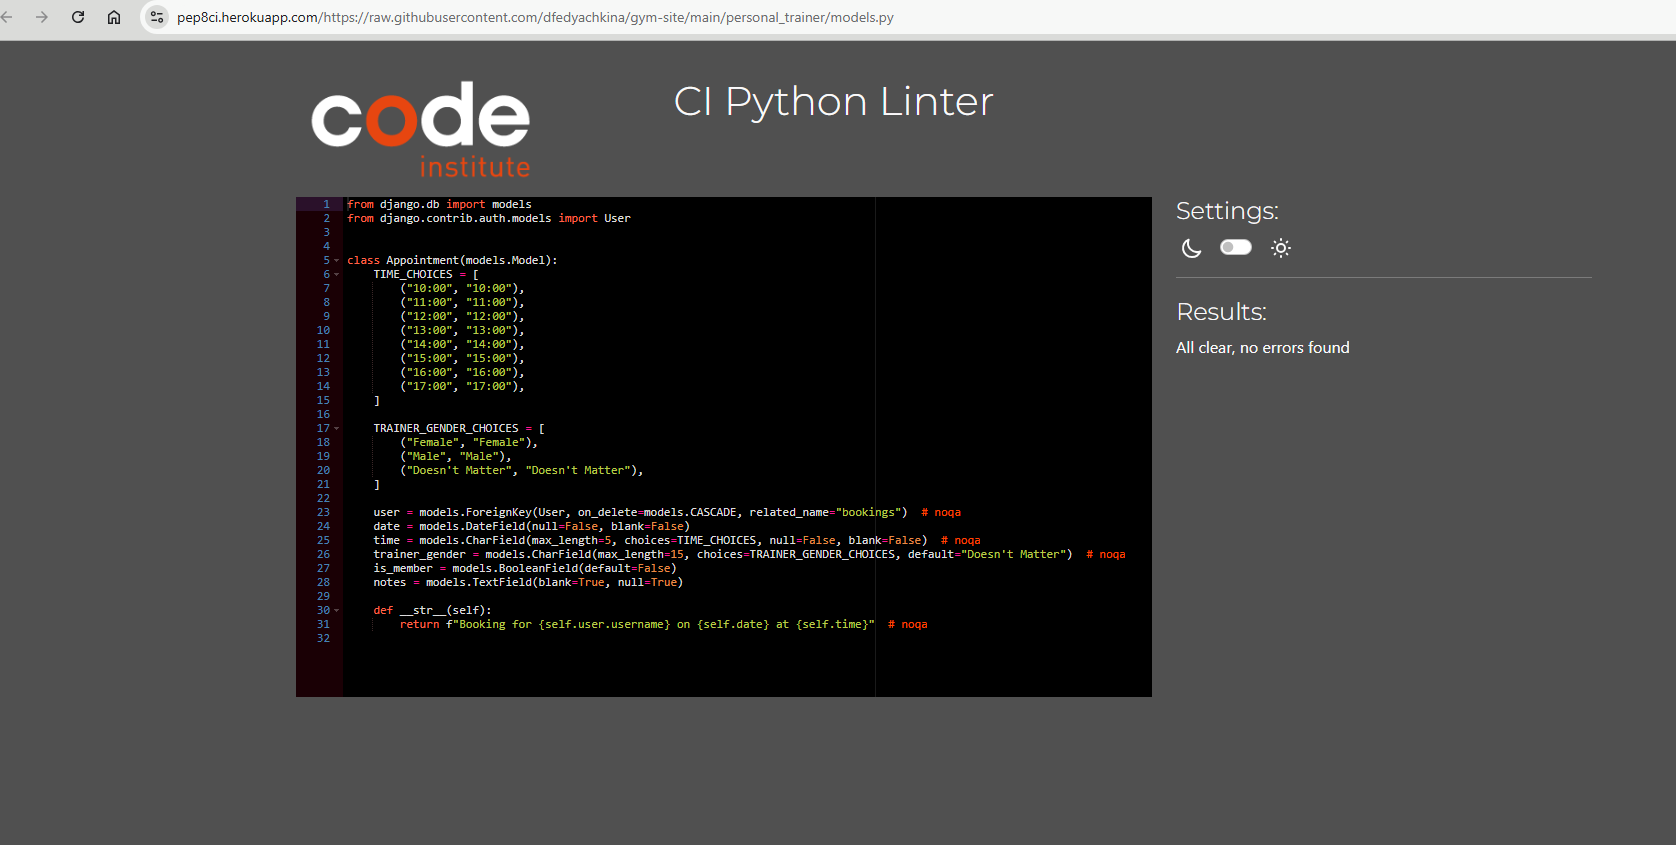 pep8ci.herokuapp.com/https://raw.githubusercontent.com/dfedyachkina/gym-site/main/personal_trainer/models.py
code
institute
CI Python Linter
1 from django.db import models
2 from django.contrib.auth.models import User
3
4
5 class Appointment(models.Model):
6     TIME_CHOICES = [
7         ("10:00", "10:00"),
8         ("11:00", "11:00"),
9         ("12:00", "12:00"),
10         ("13:00", "13:00"),
11         ("14:00", "14:00"),
12         ("15:00", "15:00"),
13         ("16:00", "16:00"),
14         ("17:00", "17:00"),
15     ]
16
17     TRAINER_GENDER_CHOICES = [
18         ("Female", "Female"),
19         ("Male", "Male"),
20         ("Doesn't Matter", "Doesn't Matter"),
21     ]
22
23     user = models.ForeignKey(User, on_delete=models.CASCADE, related_name="bookings")  # noqa
24     date = models.DateField(null=False, blank=False)
25     time = models.CharField(max_length=5, choices=TIME_CHOICES, null=False, blank=False)  # noqa
26     trainer_gender = models.CharField(max_length=15, choices=TRAINER_GENDER_CHOICES, default="Doesn't Matter")  # noqa
27     is_member = models.BooleanField(default=False)
28     notes = models.TextField(blank=True, null=True)
29
30     def __str__(self):
31         return f"Booking for {self.user.username} on {self.date} at {self.time}"  # noqa
32
Settings:
Results:
All clear, no errors found